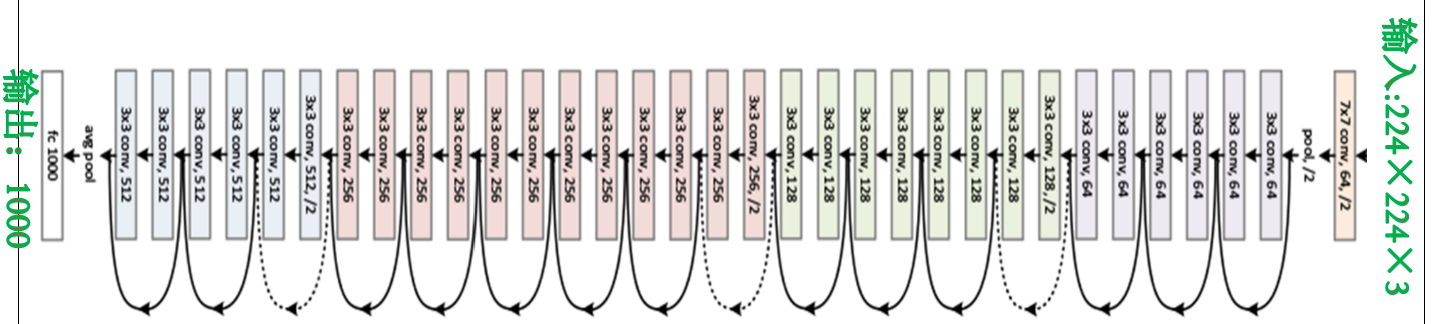 输入:224×224×3
7x7 conv, 64, /2
pool, /2
3x3 conv, 64
3x3 conv, 64
3x3 conv, 64
3x3 conv, 64
3x3 conv, 64
3x3 conv, 64
3x3 conv, 128, /2
3x3 conv, 128
3x3 conv, 128
3x3 conv, 128
3x3 conv, 128
3x3 conv, 128
3x3 conv, 128
3x3 conv, 128
3x3 conv, 256, /2
3x3 conv, 256
3x3 conv, 256
3x3 conv, 256
3x3 conv, 256
3x3 conv, 256
3x3 conv, 256
3x3 conv, 256
3x3 conv, 256
3x3 conv, 256
3x3 conv, 256
3x3 conv, 256
3x3 conv, 512, /2
3x3 conv, 512
3x3 conv, 512
3x3 conv, 512
3x3 conv, 512
3x3 conv, 512
avg pool
fc 1000
输出：1000